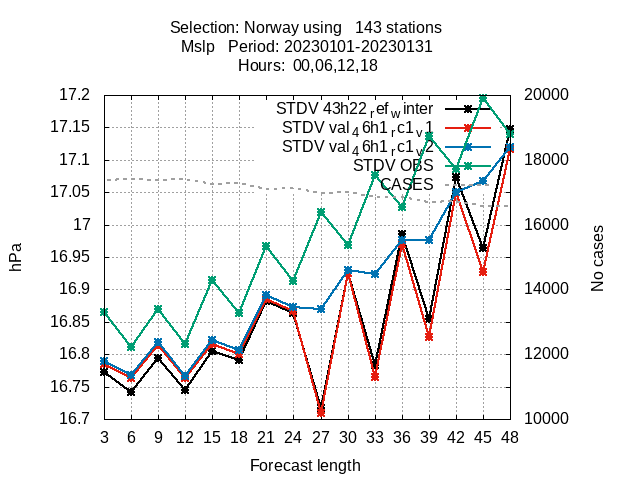 Selection: Norway using   143 stations
Mslp   Period: 20230101-20230131
Hours:  00,06,12,18
STDV 43h22_ref_winter
STDV val_46h1_rc1_v1
STDV val_46h1_rc1_v2
STDV OBS
CASES
17.2
17.15
17.1
17.05
17
16.95
16.9
16.85
16.8
16.75
16.7
hPa
20000
18000
16000
14000
12000
10000
No cases
3 6 9 12 15 18 21 24 27 30 33 36 39 42 45 48
Forecast length